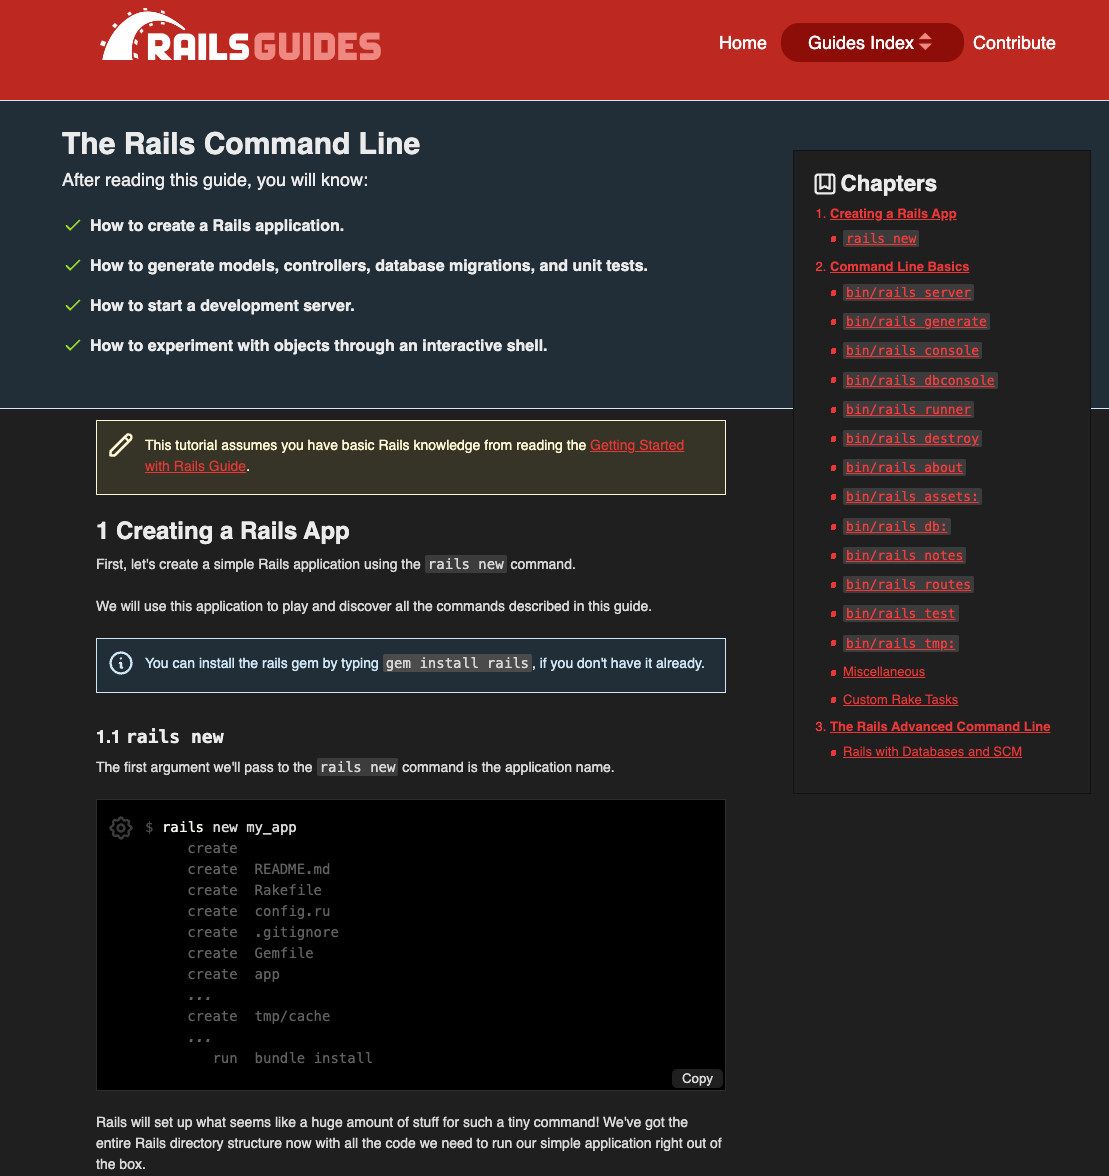 RAILS GUIDES
Home
Guides Index
Contribute
The Rails Command Line
After reading this guide, you will know:
How to create a Rails application.
How to generate models, controllers, database migrations, and unit tests.
How to start a development server.
How to experiment with objects through an interactive shell.
Chapters
1. Creating a Rails App
rails new
2. Command Line Basics
bin/rails server
bin/rails generate
bin/rails console
bin/rails dbconsole
bin/rails runner
bin/rails destroy
bin/rails about
bin/rails assets:
bin/rails db:
bin/rails notes
bin/rails routes
bin/rails test
bin/rails tmp:
Miscellaneous
Custom Rake Tasks
3. The Rails Advanced Command Line
Rails with Databases and SCM
This tutorial assumes you have basic Rails knowledge from reading the Getting Started
with Rails Guide.
1 Creating a Rails App
First, let's create a simple Rails application using the rails new command.
We will use this application to play and discover all the commands described in this guide.
You can install the rails gem by typing gem install rails, if you don't have it already.
1.1 rails new
The first argument we'll pass to the rails new command is the application name.
$ rails new my_app
create
create README.md
create Rakefile
create config.ru
create .gitignore
create Gemfile
create app
...
create tmp/cache
...
run bundle install
Copy
Rails will set up what seems like a huge amount of stuff for such a tiny command! We've got the
entire Rails directory structure now with all the code we need to run our simple application right out of
the box.